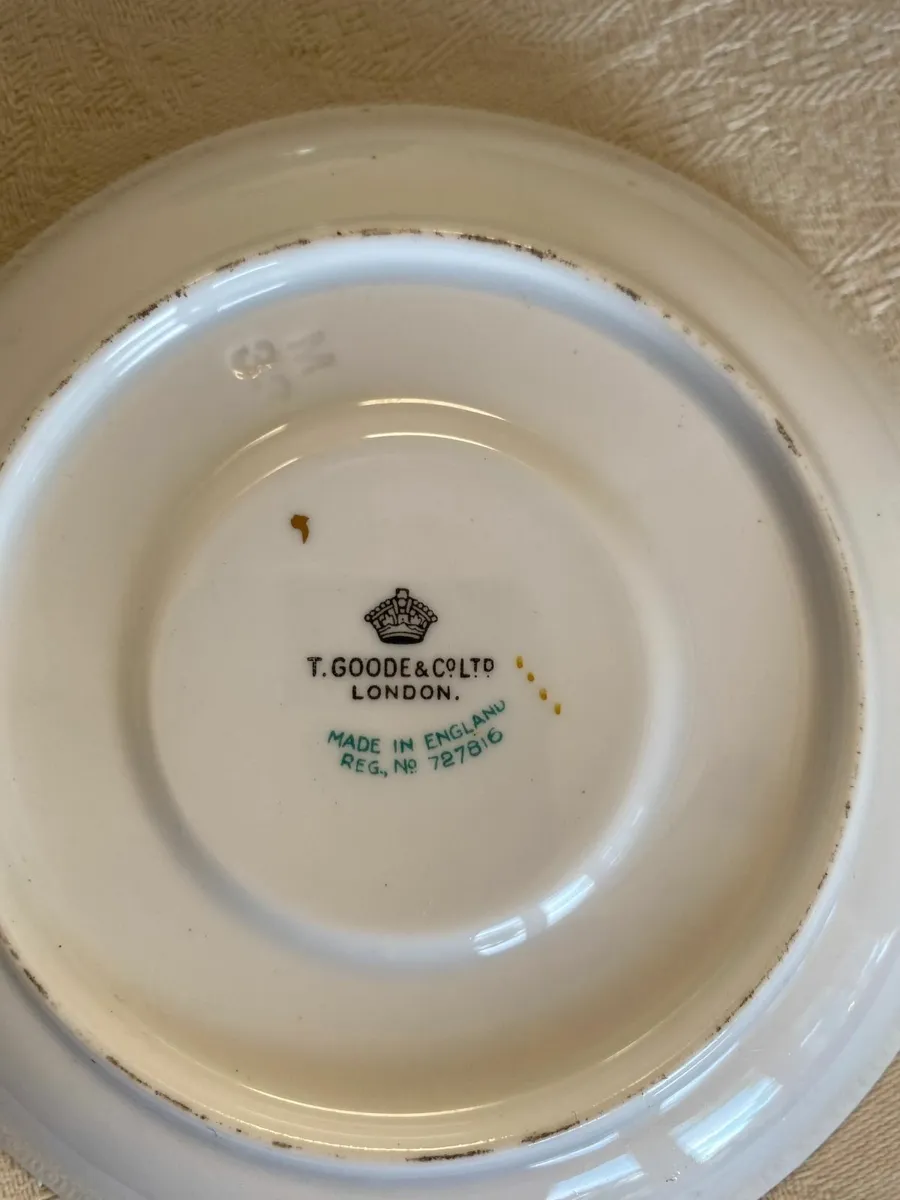 T. GOODE & Cº LTD
LONDON.
MADE IN ENGLAND
REG., Nº 727816